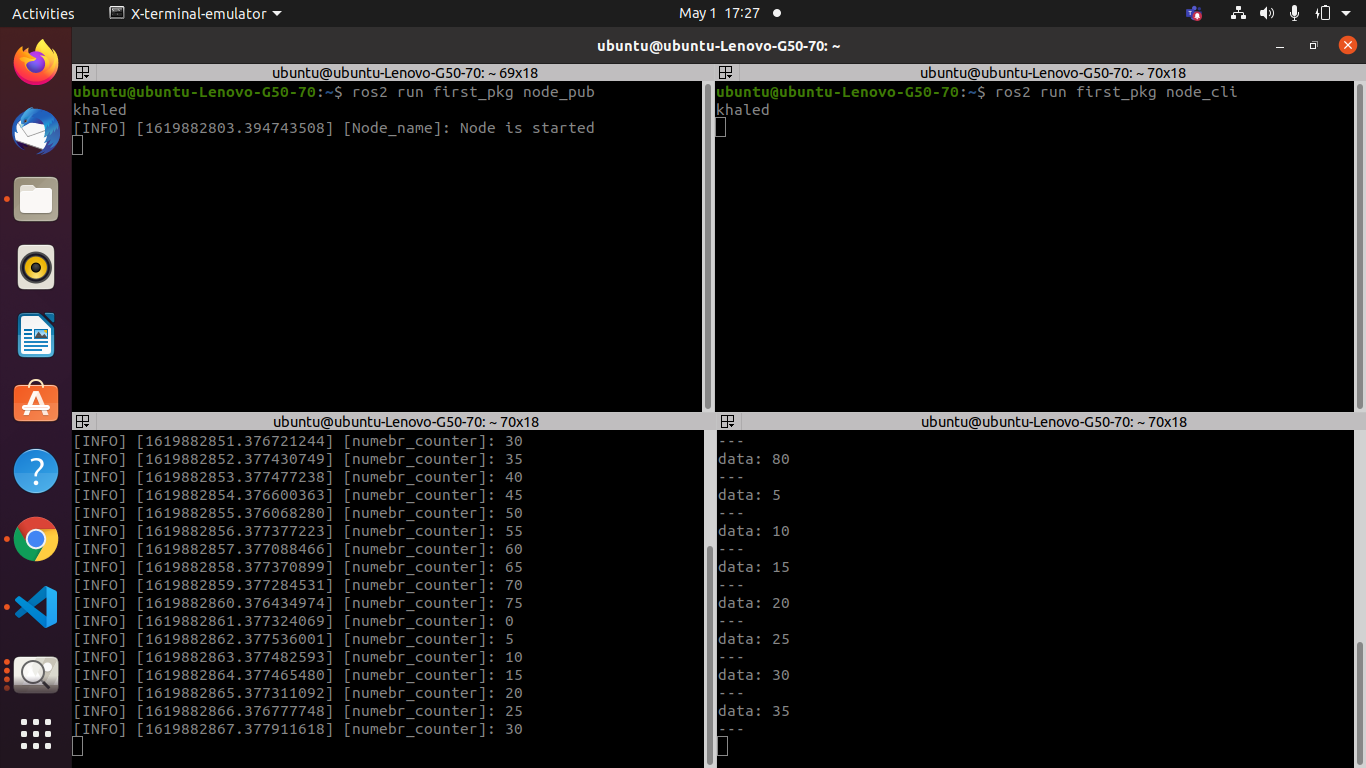 Activities
X-terminal-emulator
May 1 17:27
ubuntu@ubuntu-Lenovo-G50-70: ~
ubuntu@ubuntu-Lenovo-G50-70: ~ 69x18
ubuntu@ubuntu-Lenovo-G50-70:~$ ros2 run first_pkg node_pub
khaled
[INFO] [1619882803.394743508] [Node_name]: Node is started
ubuntu@ubuntu-Lenovo-G50-70: ~ 70x18
ubuntu@ubuntu-Lenovo-G50-70:~$ ros2 run first_pkg node_cli
khaled
ubuntu@ubuntu-Lenovo-G50-70: ~ 70x18
[INFO] [1619882851.376721244] [numebr_counter]: 30
[INFO] [1619882852.377430749] [numebr_counter]: 35
[INFO] [1619882853.377477238] [numebr_counter]: 40
[INFO] [1619882854.376600363] [numebr_counter]: 45
[INFO] [1619882855.376068280] [numebr_counter]: 50
[INFO] [1619882856.377377223] [numebr_counter]: 55
[INFO] [1619882857.377088466] [numebr_counter]: 60
[INFO] [1619882858.377370899] [numebr_counter]: 65
[INFO] [1619882859.377284531] [numebr_counter]: 70
[INFO] [1619882860.376434974] [numebr_counter]: 75
[INFO] [1619882861.377324069] [numebr_counter]: 0
[INFO] [1619882862.377536001] [numebr_counter]: 5
[INFO] [1619882863.377482593] [numebr_counter]: 10
[INFO] [1619882864.377465480] [numebr_counter]: 15
[INFO] [1619882865.377311092] [numebr_counter]: 20
[INFO] [1619882866.376777748] [numebr_counter]: 25
[INFO] [1619882867.377911618] [numebr_counter]: 30
ubuntu@ubuntu-Lenovo-G50-70: ~ 70x18
---
data: 80
---
data: 5
---
data: 10
---
data: 15
---
data: 20
---
data: 25
---
data: 30
---
data: 35
---